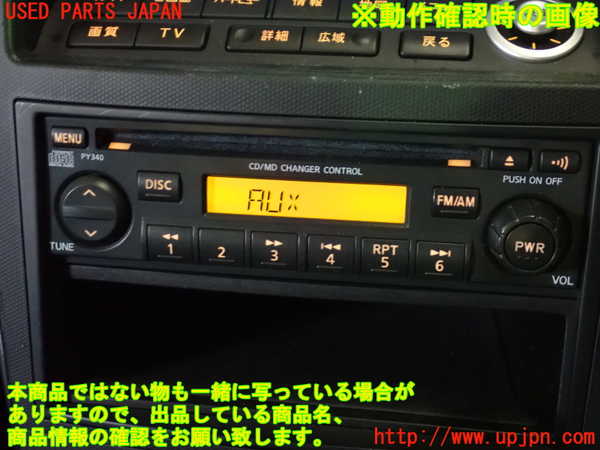 USED PARTS JAPAN
※動作確認時の画像
情報
画質
TV
詳細
広域
戻る
MENU
PY340
CD/MD CHANGER CONTROL
PUSH ON OFF
DISC
AUX
FM/AM
TUNE
1
2
3
4
RPT
5
6
PWR
VOL
本商品ではない物も一緒に写っている場合が
ありますので、出品している商品名、
商品情報の確認をお願い致します。
http://www.upjpn.com